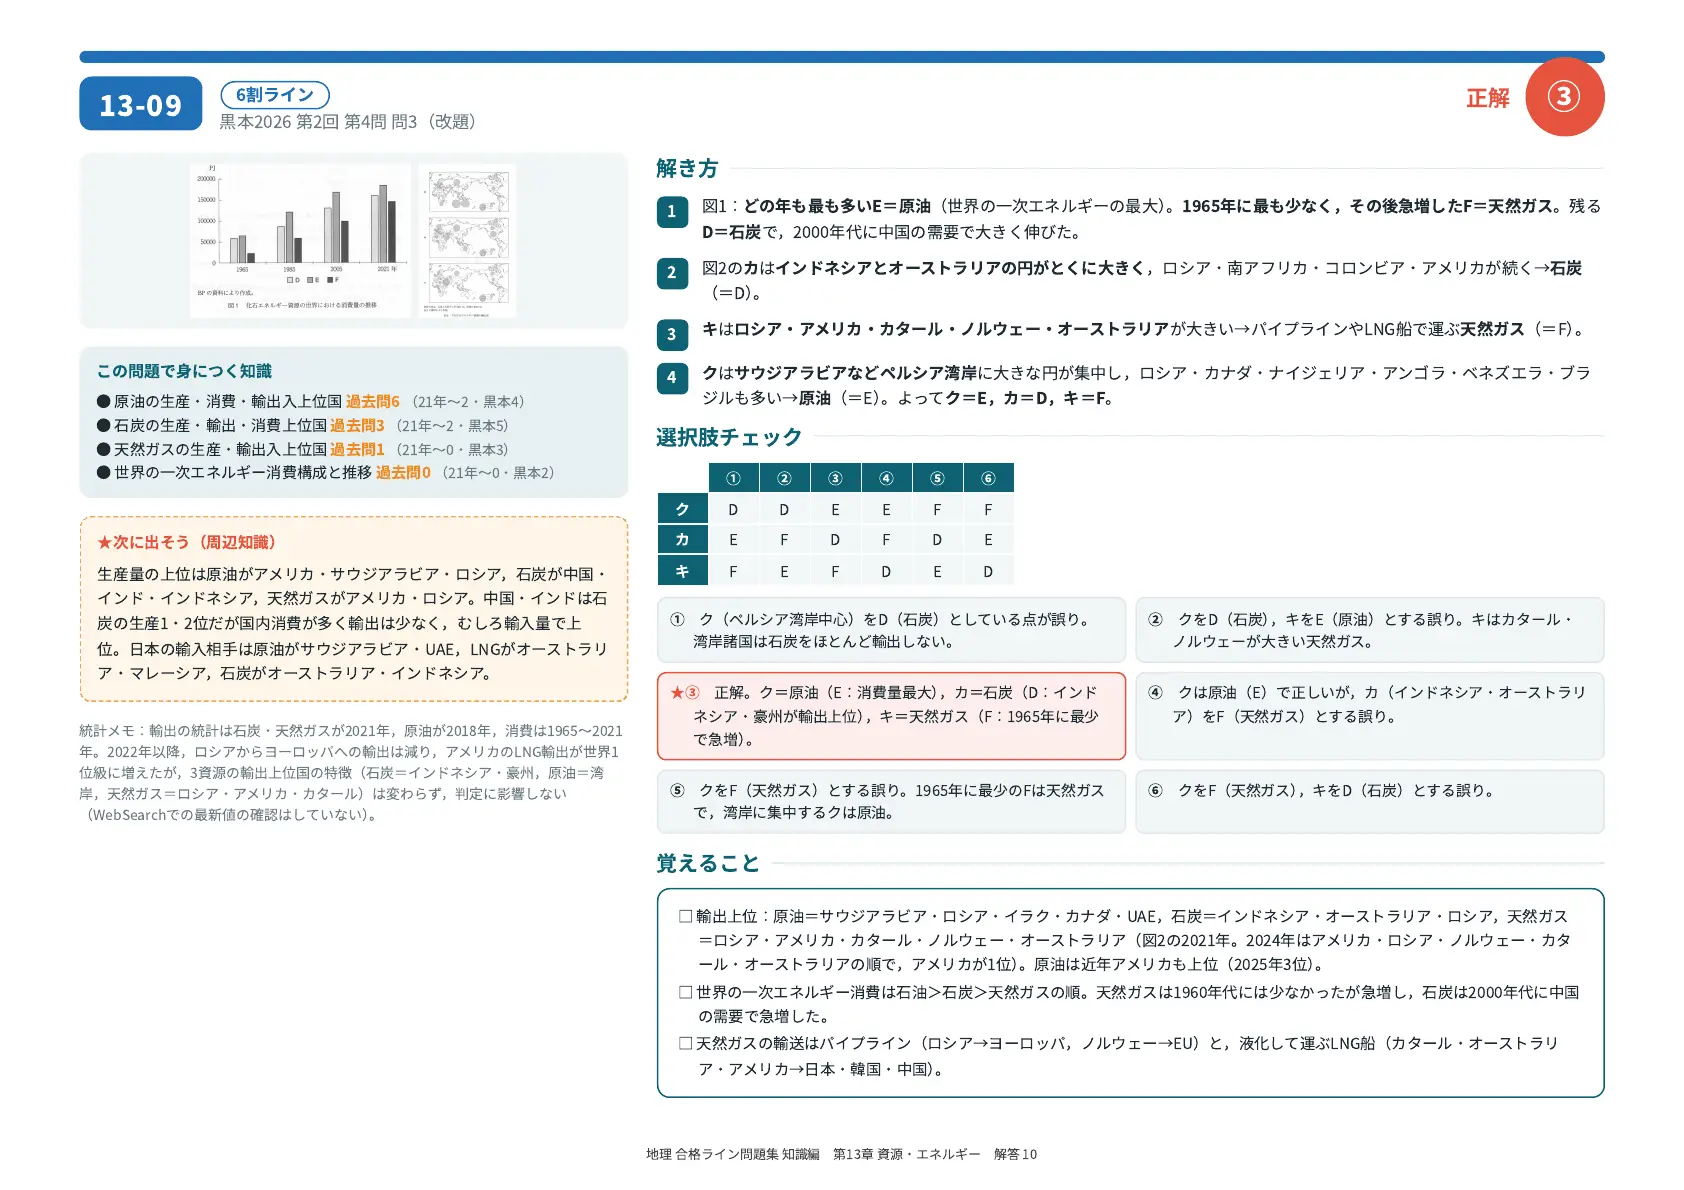 13-09
6割ライン
黒本2026 第2回 第4問 問3（改題）
正解 ③
PJ
200000
150000
100000
50000
0
1965 1985 2005 2021 年
D E F
BP の資料により作成。
図1 化石エネルギー資源の世界における消費量の推移
この問題で身につく知識
● 原油の生産・消費・輸出入上位国 過去問6 （21年〜2・黒本4）
● 石炭の生産・輸出・消費上位国 過去問3 （21年〜2・黒本5）
● 天然ガスの生産・輸出入上位国 過去問1 （21年〜0・黒本3）
● 世界の一次エネルギー消費構成と推移 過去問0 （21年〜0・黒本2）
★次に出そう（周辺知識）
生産量の上位は原油がアメリカ・サウジアラビア・ロシア，石炭が中国・
インド・インドネシア，天然ガスがアメリカ・ロシア。中国・インドは石
炭の生産1・2位だが国内消費が多く輸出は少なく，むしろ輸入量で上
位。日本の輸入相手は原油がサウジアラビア・UAE，LNGがオーストラリ
ア・マレーシア，石炭がオーストラリア・インドネシア。
統計メモ：輸出の統計は石炭・天然ガスが2021年，原油が2018年，消費は1965〜2021
年。2022年以降，ロシアからヨーロッパへの輸出は減り，アメリカのLNG輸出が世界1
位級に増えたが，3資源の輸出上位国の特徴（石炭＝インドネシア・豪州，原油＝湾
岸，天然ガス＝ロシア・アメリカ・カタール）は変わらず，判定に影響しない
（WebSearchでの最新値の確認はしていない）。
解き方
1 図1：どの年も最も多いE＝原油（世界の一次エネルギーの最大）。1965年に最も少なく，その後急増したF＝天然ガス。残る
D＝石炭で，2000年代に中国の需要で大きく伸びた。
2 図2のカはインドネシアとオーストラリアの円がとくに大きく，ロシア・南アフリカ・コロンビア・アメリカが続く→石炭
（＝D）。
3 キはロシア・アメリカ・カタール・ノルウェー・オーストラリアが大きい→パイプラインやLNG船で運ぶ天然ガス（＝F）。
4 クはサウジアラビアなどペルシア湾岸に大きな円が集中し，ロシア・カナダ・ナイジェリア・アンゴラ・ベネズエラ・ブラ
ジルも多い→原油（＝E）。よってク＝E，カ＝D，キ＝F。
選択肢チェック
① ② ③ ④ ⑤ ⑥
ク D D E E F F
カ E F D F D E
キ F E F D E D
① ク（ペルシア湾岸中心）をD（石炭）としている点が誤り。
湾岸諸国は石炭をほとんど輸出しない。
② クをD（石炭），キをE（原油）とする誤り。キはカタール・
ノルウェーが大きい天然ガス。
★③ 正解。ク＝原油（E：消費量最大），カ＝石炭（D：インド
ネシア・豪州が輸出上位），キ＝天然ガス（F：1965年に最少
で急増）。
④ クは原油（E）で正しいが，カ（インドネシア・オーストラリ
ア）をF（天然ガス）とする誤り。
⑤ クをF（天然ガス）とする誤り。1965年に最少のFは天然ガス
で，湾岸に集中するクは原油。
⑥ クをF（天然ガス），キをD（石炭）とする誤り。
覚えること
□ 輸出上位：原油＝サウジアラビア・ロシア・イラク・カナダ・UAE，石炭＝インドネシア・オーストラリア・ロシア，天然ガス
＝ロシア・アメリカ・カタール・ノルウェー・オーストラリア（図2の2021年。2024年はアメリカ・ロシア・ノルウェー・カタ
ール・オーストラリアの順で，アメリカが1位）。原油は近年アメリカも上位（2025年3位）。
□ 世界の一次エネルギー消費は石油＞石炭＞天然ガスの順。天然ガスは1960年代には少なかったが急増し，石炭は2000年代に中国
の需要で急増した。
□ 天然ガスの輸送はパイプライン（ロシア→ヨーロッパ，ノルウェー→EU）と，液化して運ぶLNG船（カタール・オーストラリ
ア・アメリカ→日本・韓国・中国）。
地理 合格ライン問題集 知識編 第13章 資源・エネルギー 解答 10